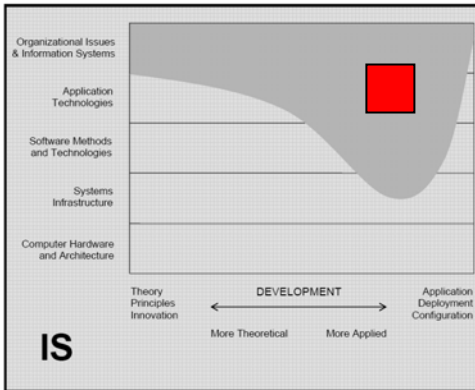 Organizational Issues
& Information Systems
Application
Technologies
Software Methods
and Technologies
Systems
Infrastructure
Computer Hardware
and Architecture
Theory
Principles
Innovation
DEVELOPMENT
Application
Deployment
Configuration
More Theoretical
More Applied
IS